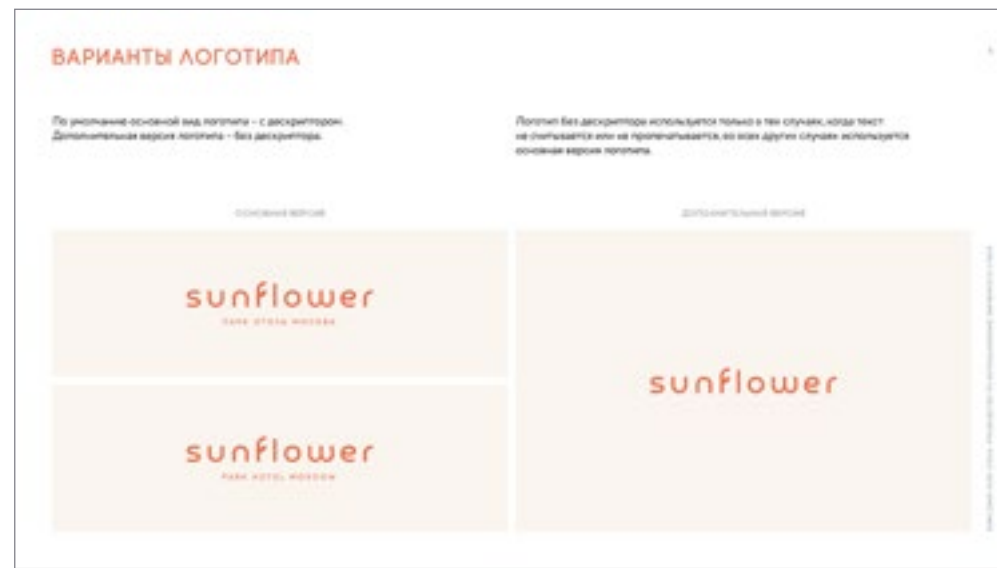 ВАРИАНТЫ ЛОГОТИПА
По умолчанию основной вид логотипа – с дескриптором.
Дополнительная версия логотипа – без дескриптора.
Логотип без дескриптора используется только в тех случаях, когда текст
не считывается или не пропечатывается, во всех других случаях используется
основная версия логотипа.
ОСНОВНАЯ ВЕРСИЯ
ДОПОЛНИТЕЛЬНАЯ ВЕРСИЯ
sunflower
ПАРК ОТЕЛЬ МОСКВА
sunflower
PARK HOTEL MOSCOW
sunflower